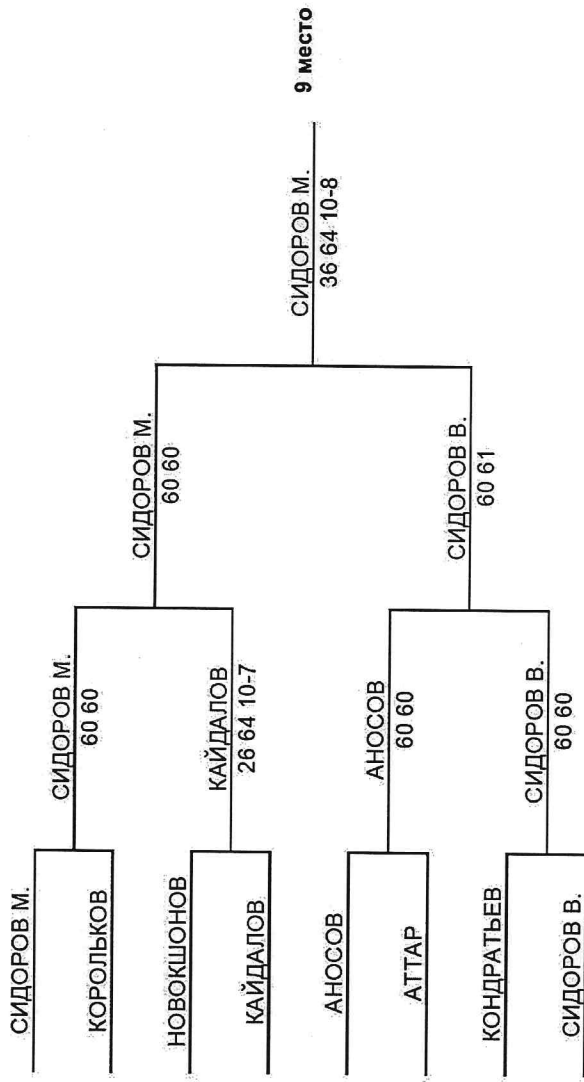 СИДОРОВ М.
КОРОЛЬКОВ
НОВОКШОНОВ
КАЙДАЛОВ
АНОСОВ
АТТАР
КОНДРАТЬЕВ
СИДОРОВ В.
СИДОРОВ М.
60 60
КАЙДАЛОВ
26 64 10-7
АНОСОВ
60 60
СИДОРОВ В.
60 60
СИДОРОВ М.
60 60
СИДОРОВ В.
60 61
СИДОРОВ М.
36 64 10-8
9 место